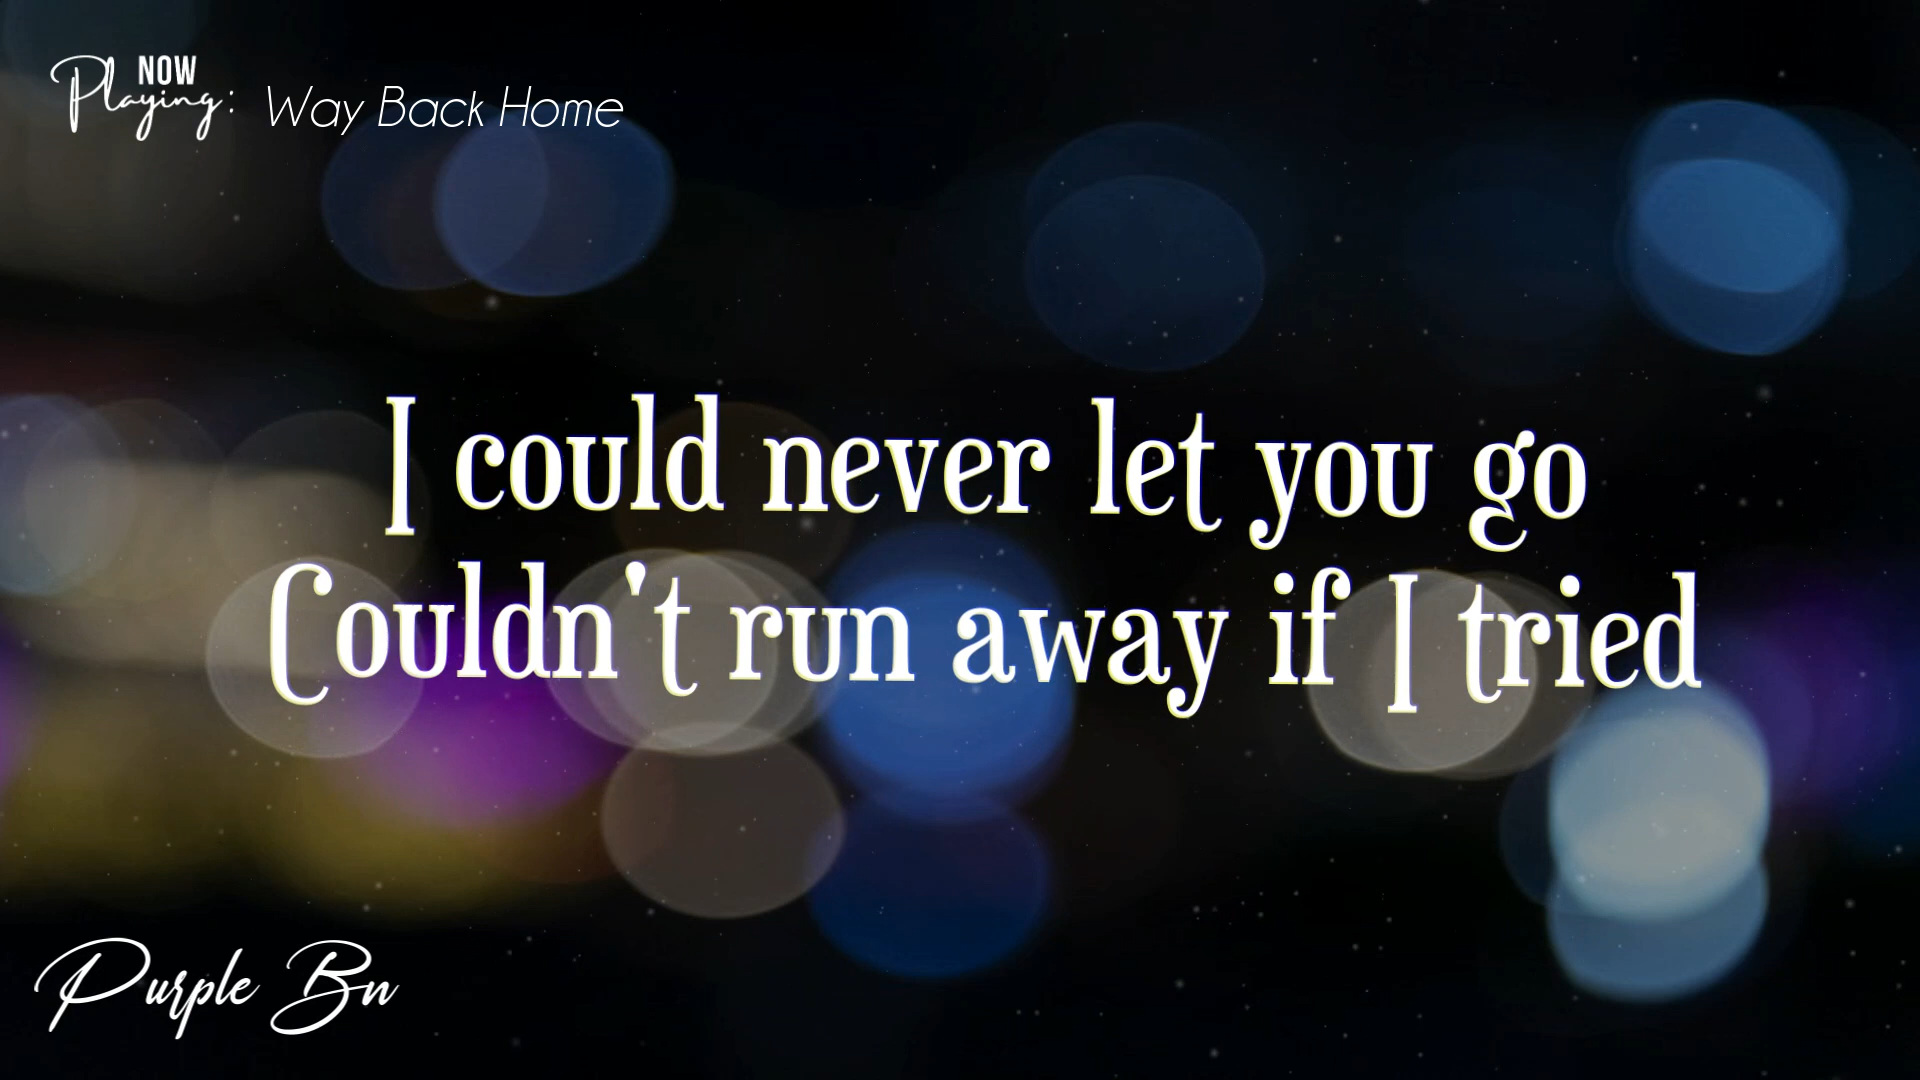 NOW
Playing: Way Back Home
I could never let you go
Couldn't run away if I tried
Purple Bn